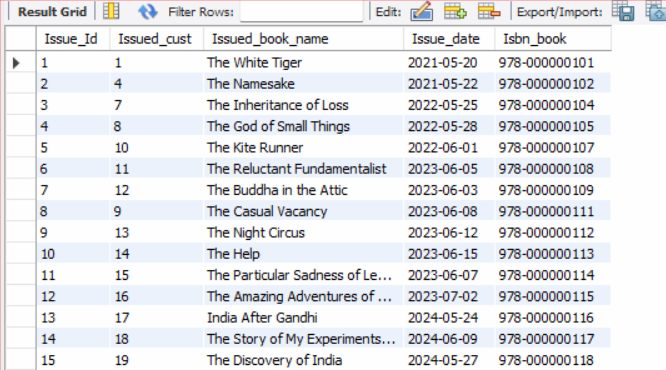 Result Grid Filter Rows: Edit: Export/Import:
Issue_Id Issued_cust Issued_book_name Issue_date Isbn_book
1 1 The White Tiger 2021-05-20 978-000000101
2 4 The Namesake 2021-05-22 978-000000102
3 7 The Inheritance of Loss 2022-05-25 978-000000104
4 8 The God of Small Things 2022-05-28 978-000000105
5 10 The Kite Runner 2022-06-01 978-000000107
6 11 The Reluctant Fundamentalist 2023-06-05 978-000000108
7 12 The Buddha in the Attic 2023-06-03 978-000000109
8 9 The Casual Vacancy 2023-06-08 978-000000111
9 13 The Night Circus 2023-06-12 978-000000112
10 14 The Help 2023-06-15 978-000000113
11 15 The Particular Sadness of Le... 2023-06-07 978-000000114
12 16 The Amazing Adventures of ... 2023-07-02 978-000000115
13 17 India After Gandhi 2024-05-24 978-000000116
14 18 The Story of My Experiments... 2024-06-09 978-000000117
15 19 The Discovery of India 2024-05-27 978-000000118